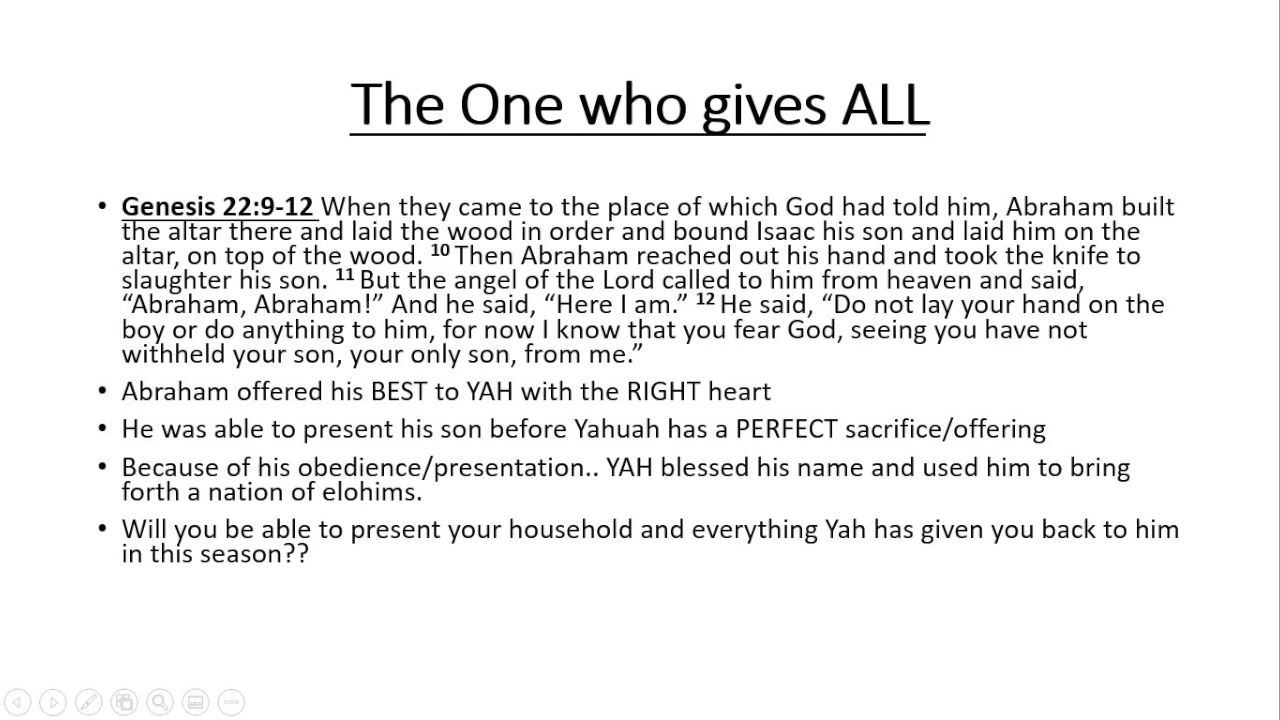 The One who gives ALL
• Genesis 22:9-12 When they came to the place of which God had told him, Abraham built
the altar there and laid the wood in order and bound Isaac his son and laid him on the
altar, on top of the wood. 10 Then Abraham reached out his hand and took the knife to
slaughter his son. 11 But the angel of the Lord called to him from heaven and said,
“Abraham, Abraham!” And he said, “Here I am.” 12 He said, “Do not lay your hand on the
boy or do anything to him, for now I know that you fear God, seeing you have not
withheld your son, your only son, from me.”
• Abraham offered his BEST to YAH with the RIGHT heart
• He was able to present his son before Yahuah has a PERFECT sacrifice/offering
• Because of his obedience/presentation.. YAH blessed his name and used him to bring
forth a nation of elohims.
• Will you be able to present your household and everything Yah has given you back to him
in this season??